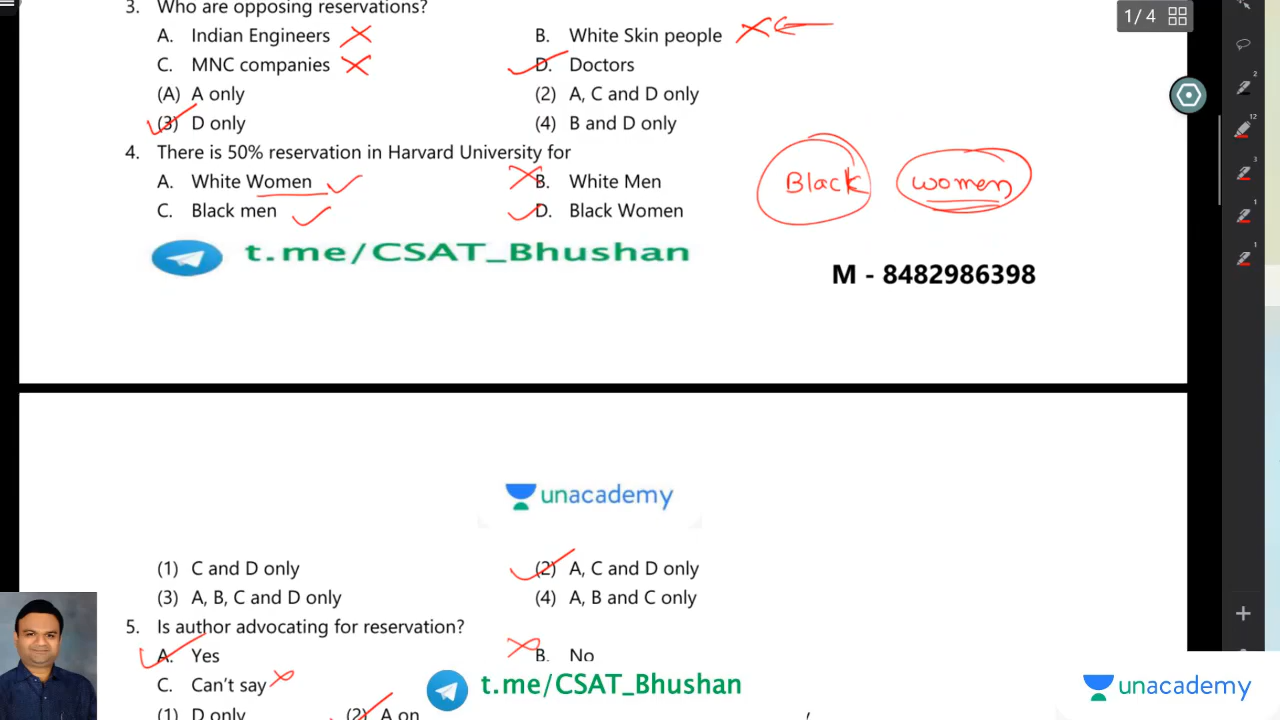 3. Who are opposing reservations?
1/4
A. Indian Engineers B. White Skin people
C. MNC companies D. Doctors
(A) A only (2) A, C and D only
(3) D only (4) B and D only
4. There is 50% reservation in Harvard University for
A. White Women B. White Men
Black women
C. Black men D. Black Women
t.me/CSAT_Bhushan
M - 8482986398
unacademy
(1) C and D only (2) A, C and D only
(3) A, B, C and D only (4) A, B and C only
5. Is author advocating for reservation?
A. Yes B. No
C. Can't say
t.me/CSAT_Bhushan
unacademy
(1) D only (2) A on